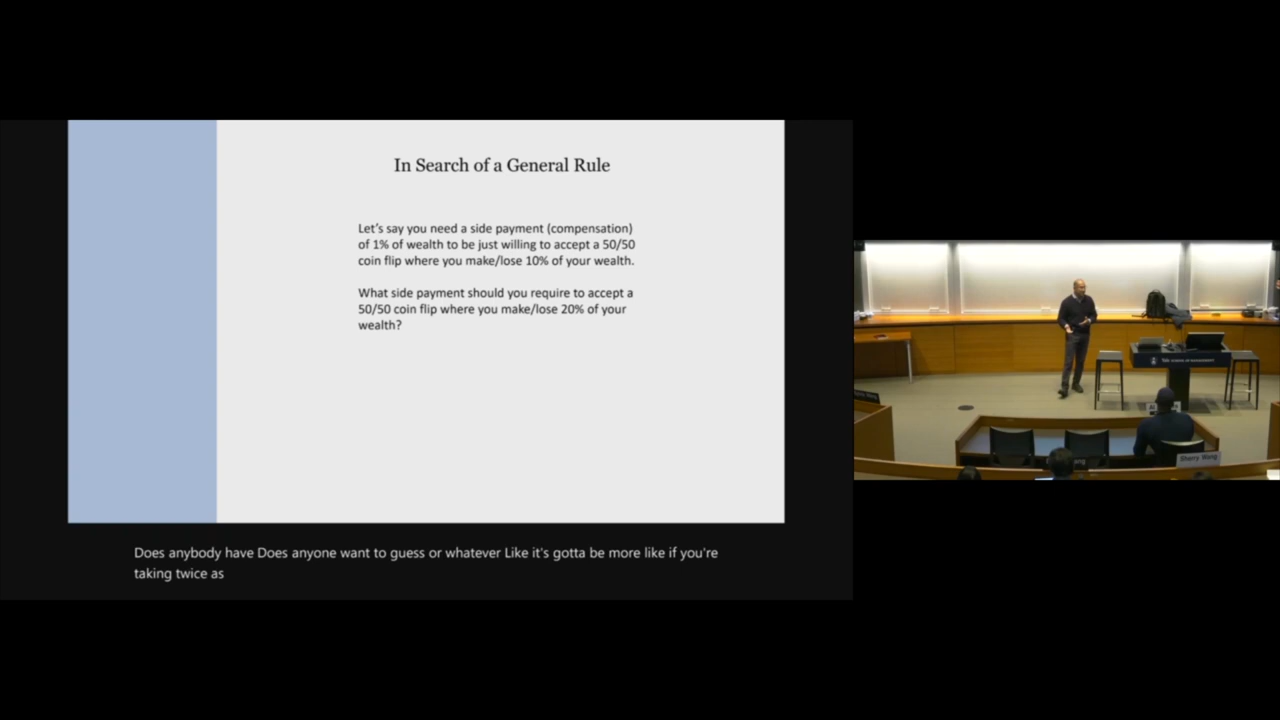 In Search of a General Rule
Let's say you need a side payment (compensation)
of 1% of wealth to be just willing to accept a 50/50
coin flip where you make/lose 10% of your wealth.
What side payment should you require to accept a
50/50 coin flip where you make/lose 20% of your
wealth?
Does anybody have Does anyone want to guess or whatever Like it's gotta be more like if you're
taking twice as